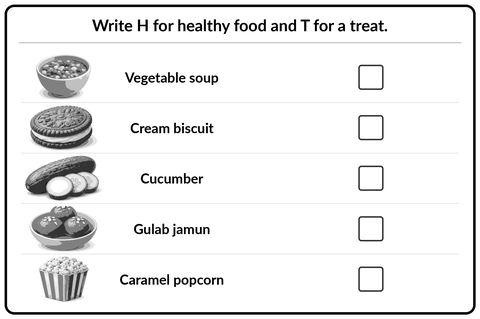 Write H for healthy food and T for a treat.
Vegetable soup
Cream biscuit
Cucumber
Gulab jamun
Caramel popcorn